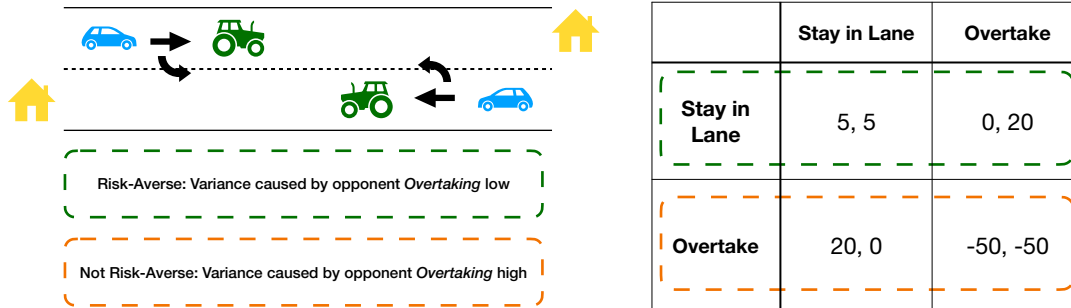 Risk-Averse: Variance caused by opponent Overtaking low
Not Risk-Averse: Variance caused by opponent Overtaking high
Stay in Lane Overtake
Stay in
Lane
5, 5 0, 20
Overtake 20, 0 -50, -50